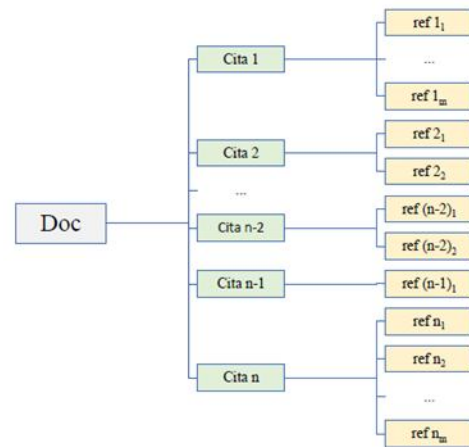 Doc
Cita 1
ref 1₁
...
ref 1ₘ
Cita 2
ref 2₁
ref 2₂
...
Cita n-2
ref (n-2)₁
ref (n-2)₂
Cita n-1
ref (n-1)₁
Cita n
ref n₁
ref n₂
...
ref nₘ